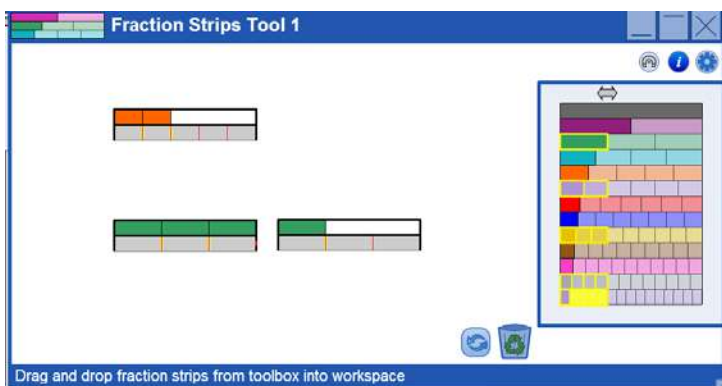 Fraction Strips Tool 1
i
Drag and drop fraction strips from toolbox into workspace